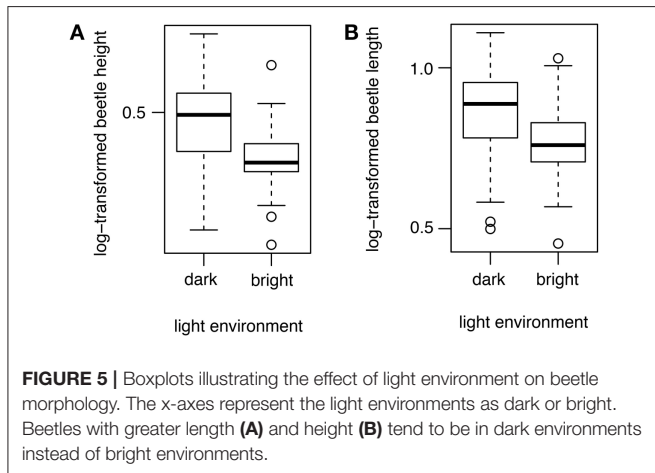 A
log-transformed beetle height
0.5
dark bright
light environment
B
log-transformed beetle length
1.0
0.5
dark bright
light environment
FIGURE 5 | Boxplots illustrating the effect of light environment on beetle
morphology. The x-axes represent the light environments as dark or bright.
Beetles with greater length (A) and height (B) tend to be in dark environments
instead of bright environments.